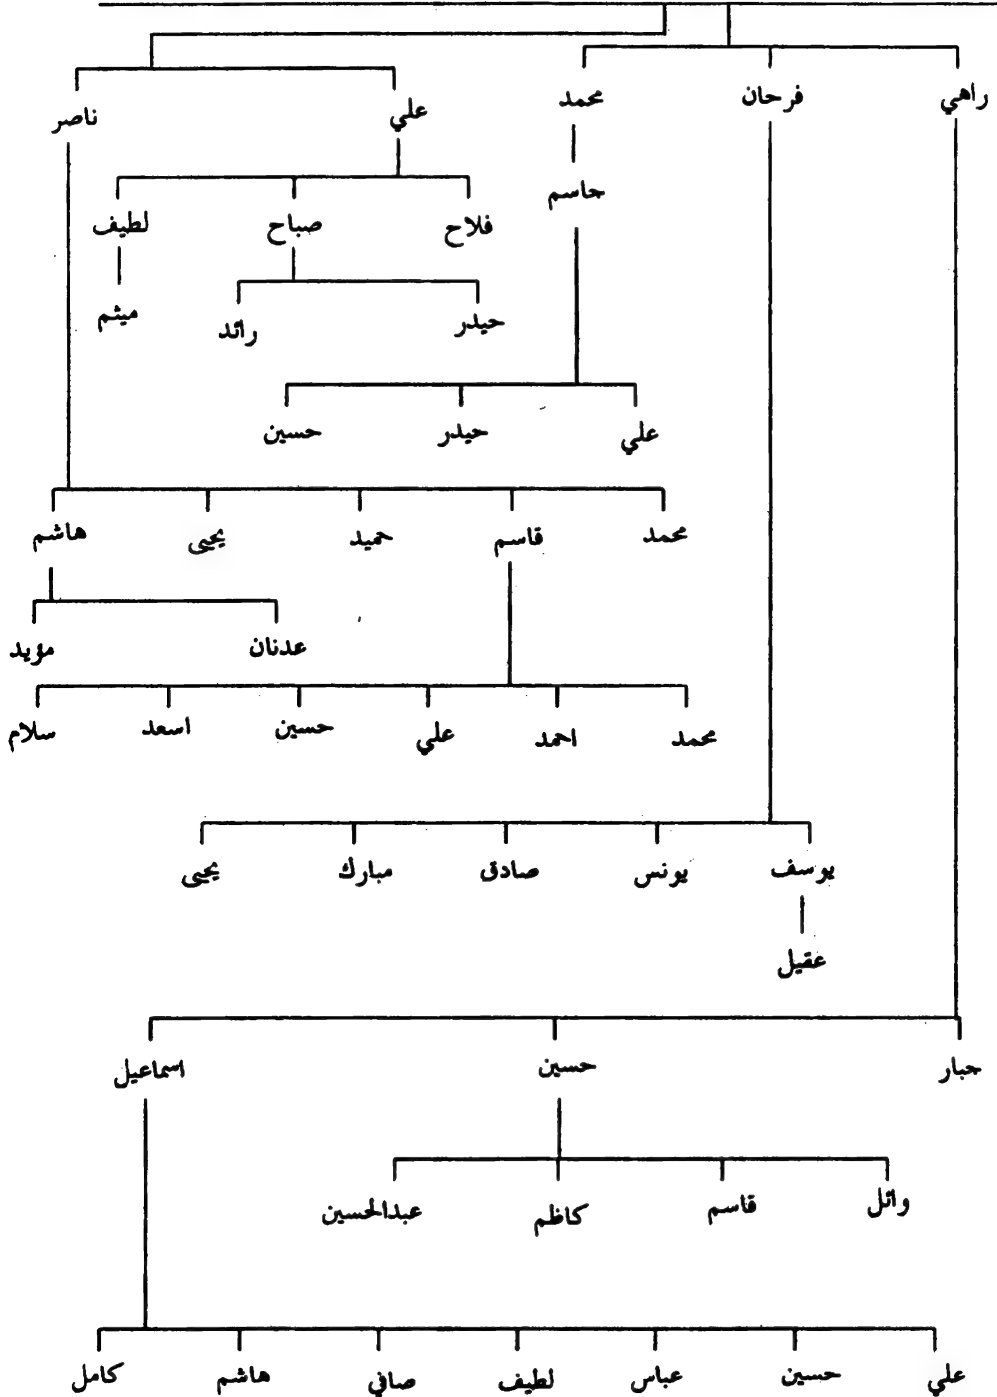 راهي فرحان محمد علي ناصر
جاسم
فلاح صباح لطيف
حيدر رائد ميثم
علي حيدر حسين
محمد قاسم حميد يحيى هاشم
عدنان مؤيد
محمد احمد علي حسين اسعد سلام
يوسف يونس صادق مبارك يحيى
عقيل
جبار حسين اسماعيل
وائل قاسم كاظم عبدالحسين
علي حسين عباس لطيف صافي هاشم كامل